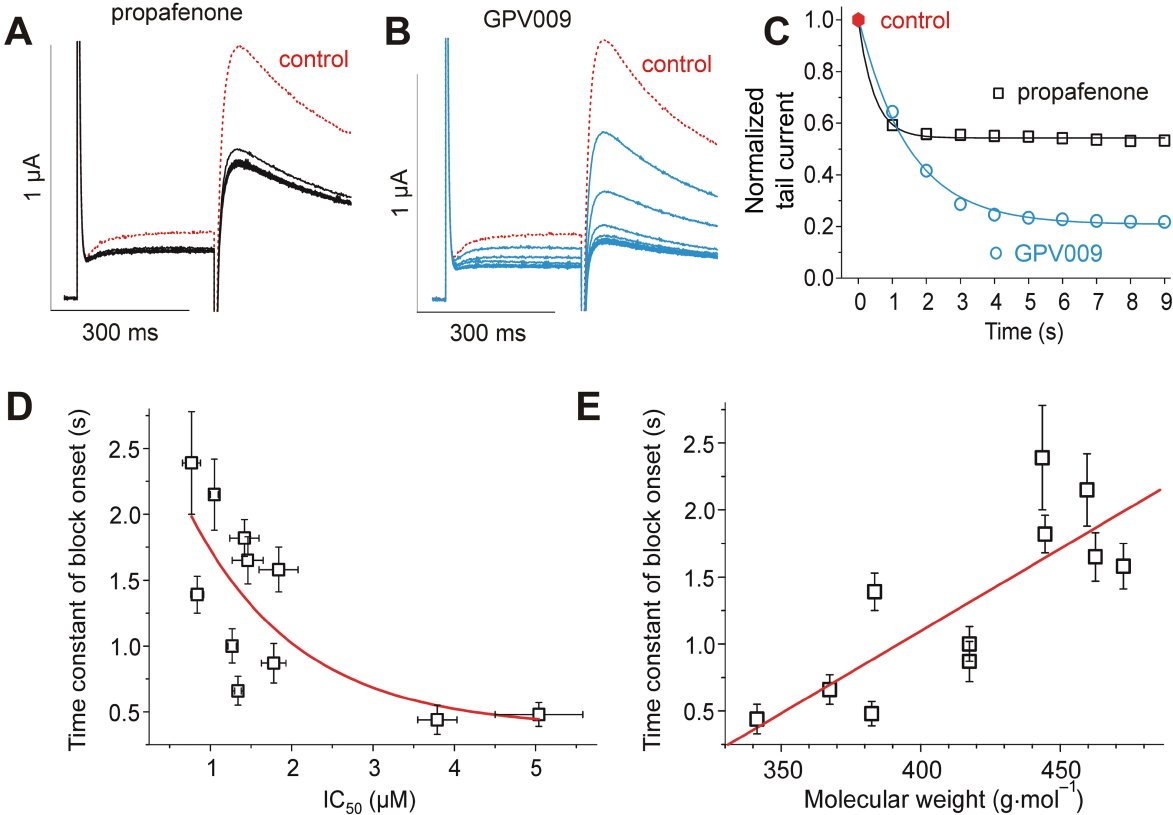 A
propafenone
control
1 µA
300 ms
B
GPV009
control
1 µA
300 ms
C
control
propafenone
GPV009
Normalized
tail current
1.0
0.8
0.6
0.4
0.2
0.0
0 1 2 3 4 5 6 7 8 9
Time (s)
D
Time constant of block onset (s)
2.5
2.0
1.5
1.0
0.5
1 2 3 4 5
IC₅₀ (µM)
E
Time constant of block onset (s)
2.5
2.0
1.5
1.0
0.5
350 400 450
Molecular weight (g·mol⁻¹)